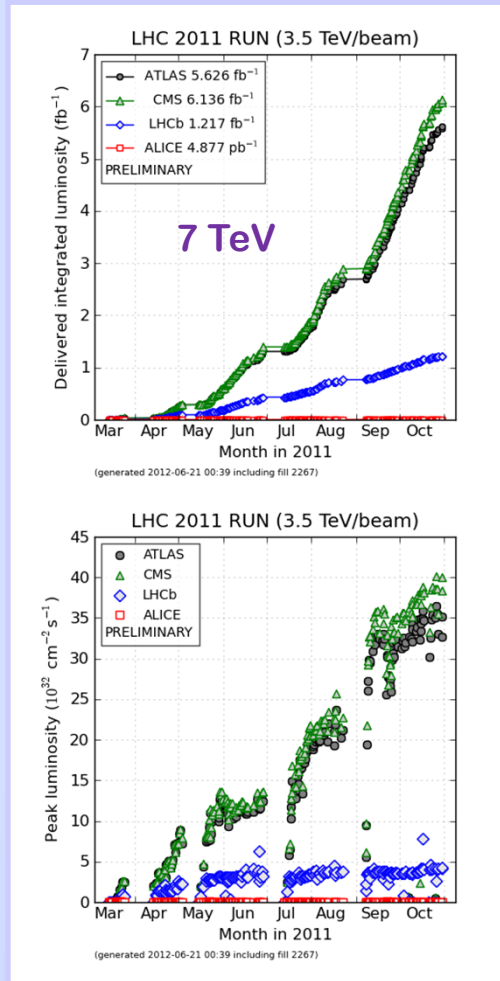 LHC 2011 RUN (3.5 TeV/beam)
7
6
5
4
3
2
1
0
Delivered integrated luminosity (fb⁻¹)
ATLAS 5.626 fb⁻¹
CMS 6.136 fb⁻¹
LHCb 1.217 fb⁻¹
ALICE 4.877 pb⁻¹
PRELIMINARY
7 TeV
Mar Apr May Jun Jul Aug Sep Oct
Month in 2011
(generated 2012-06-21 00:39 including fill 2267)
LHC 2011 RUN (3.5 TeV/beam)
45
40
35
30
25
20
15
10
5
0
Peak luminosity (10³² cm⁻² s⁻¹)
ATLAS
CMS
LHCb
ALICE
PRELIMINARY
Mar Apr May Jun Jul Aug Sep Oct
Month in 2011
(generated 2012-06-21 00:39 including fill 2267)